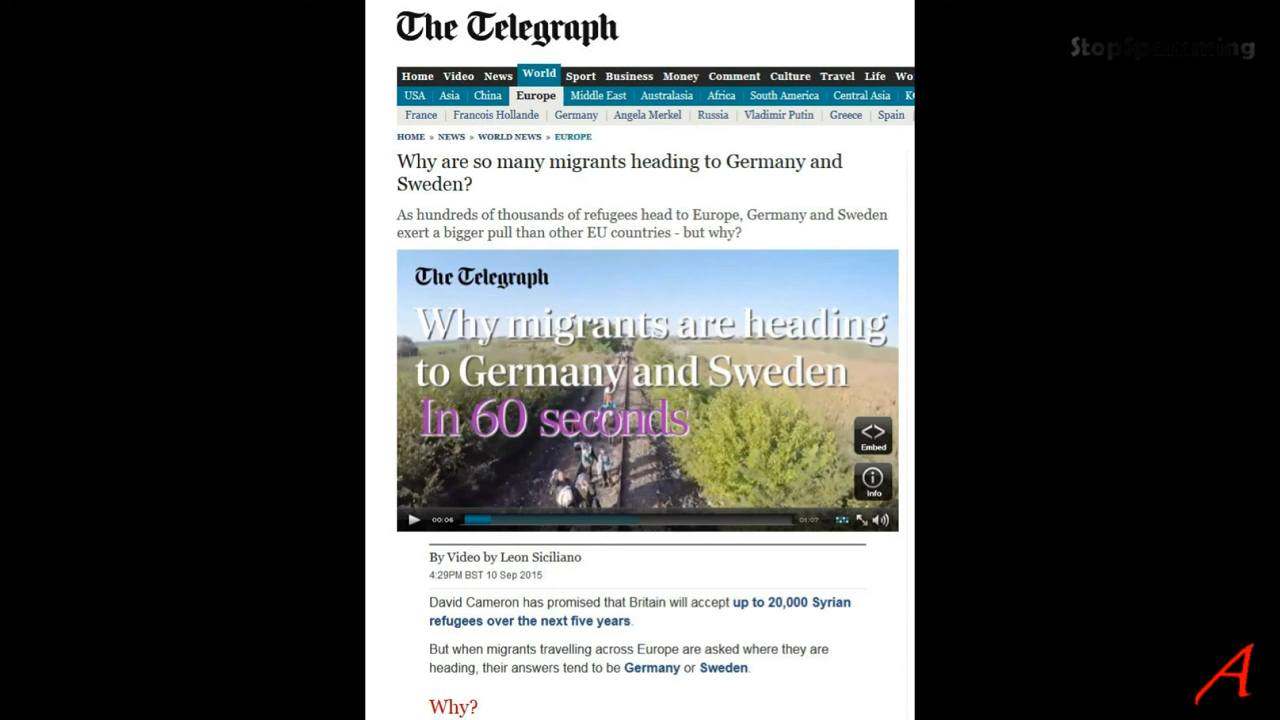 StopSpamming
The Telegraph
Home Video News World Sport Business Money Comment Culture Travel Life Wo
USA Asia China Europe Middle East Australasia Africa South America Central Asia K
France Francois Hollande Germany Angela Merkel Russia Vladimir Putin Greece Spain
HOME » NEWS » WORLD NEWS » EUROPE
Why are so many migrants heading to Germany and
Sweden?
As hundreds of thousands of refugees head to Europe, Germany and Sweden
exert a bigger pull than other EU countries - but why?
The Telegraph
Why migrants are heading
to Germany and Sweden
In 60 seconds
Embed
Info
00:06 01:07
By Video by Leon Siciliano
4:29PM BST 10 Sep 2015
David Cameron has promised that Britain will accept up to 20,000 Syrian
refugees over the next five years.
But when migrants travelling across Europe are asked where they are
heading, their answers tend to be Germany or Sweden.
Why?
A